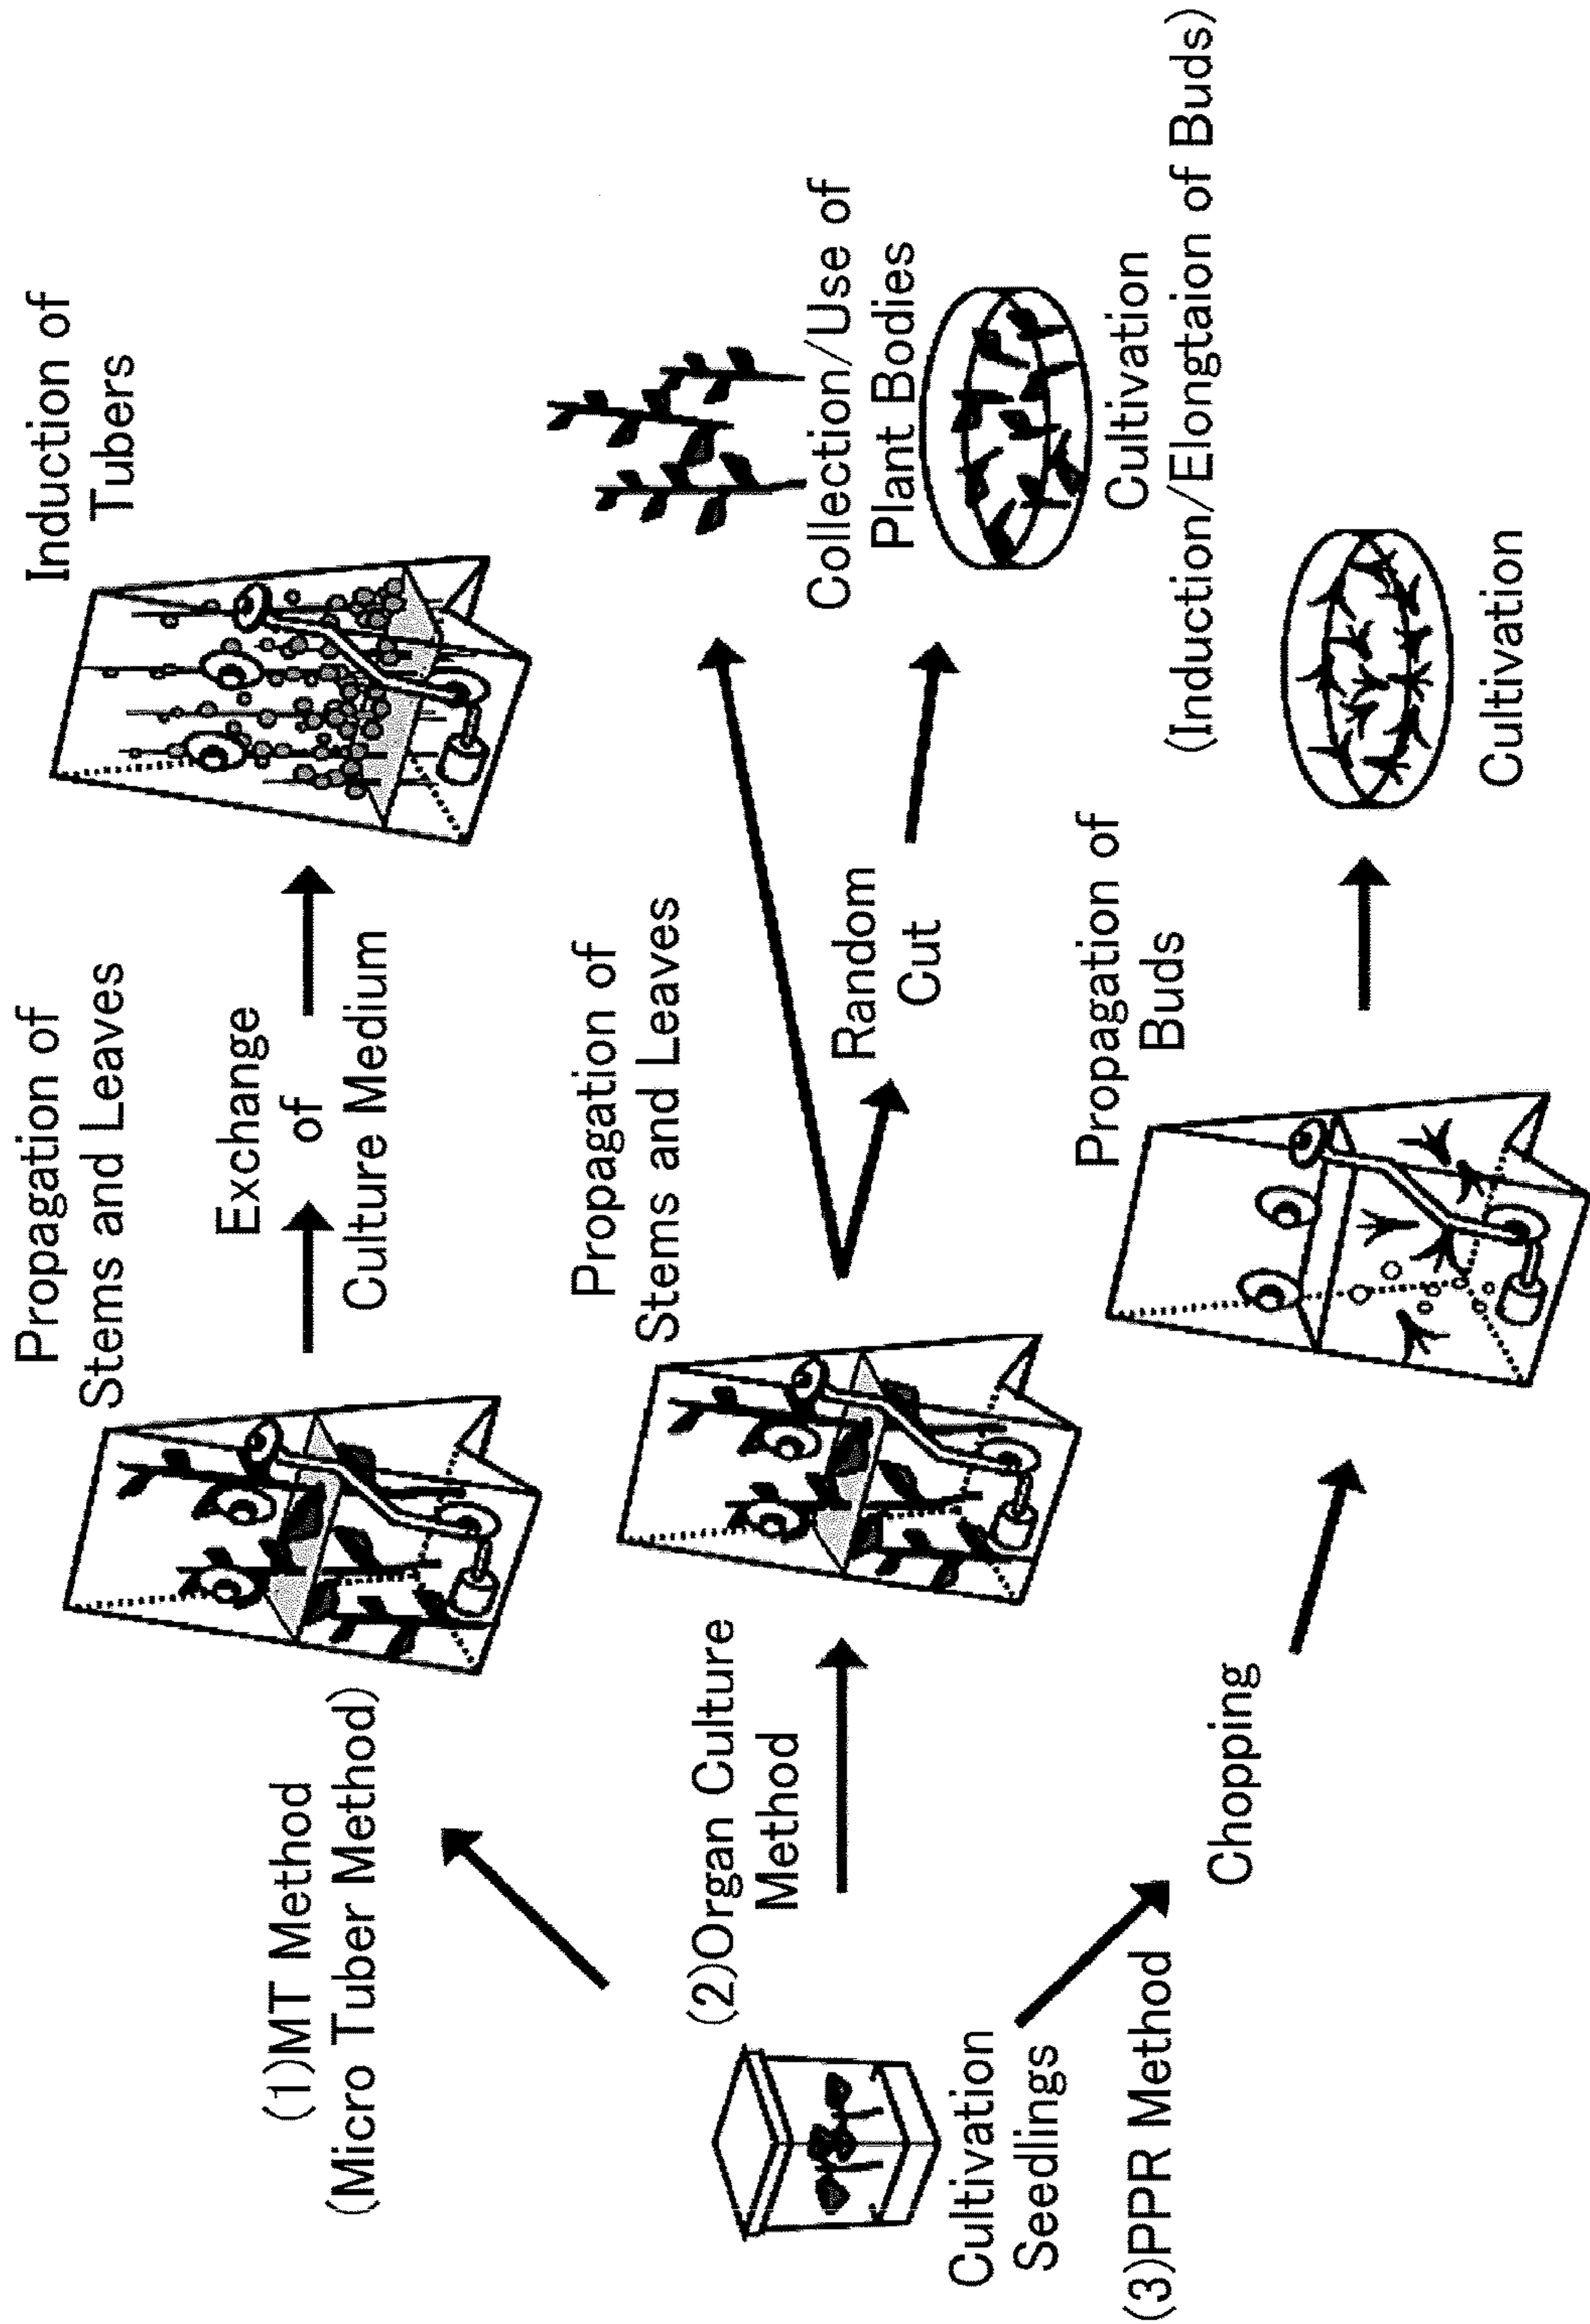 (1)MT Method
(Micro Tuber Method)
Propagation of
Stems and Leaves
Exchange
of
Culture Medium
Induction of
Tubers
Cultivation
Seedlings
(2)Organ Culture
Method
Propagation of
Stems and Leaves
Random
Cut
Collection/Use of
Plant Bodies
Cultivation
(Induction/Elongtaion of Buds)
(3)PPR Method
Chopping
Propagation of
Buds
Cultivation